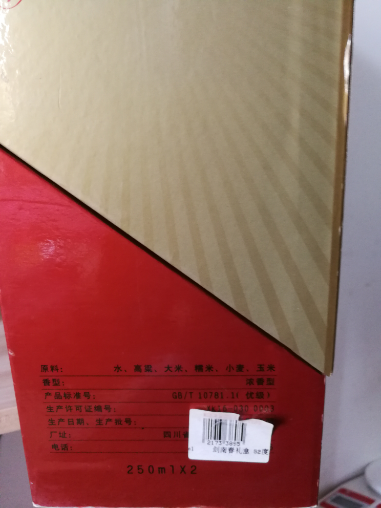 原料: 水、高粱、大米、糯米、小麦、玉米
香型: 浓香型
产品标准号: GB/T 10781.1( 优级)
生产许可证编号:
生产日期、生产批号:
厂址: 四川省
电话:
剑南春礼盒 52度
250ml X 2